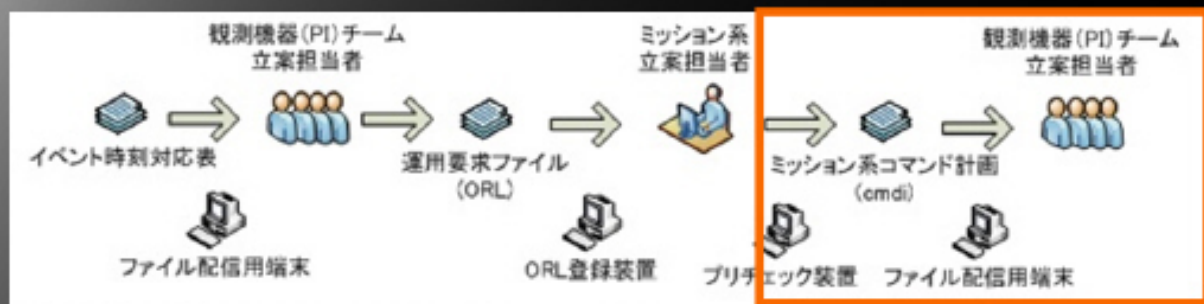 観測機器(PI)チーム
立案担当者
ミッション系
立案担当者
観測機器(PI)チーム
立案担当者
イベント時刻対応表
運用要求ファイル
(ORL)
ミッション系コマンド計画
(cmdi)
ファイル配信用端末
ORL登録装置
プリチェック装置
ファイル配信用端末